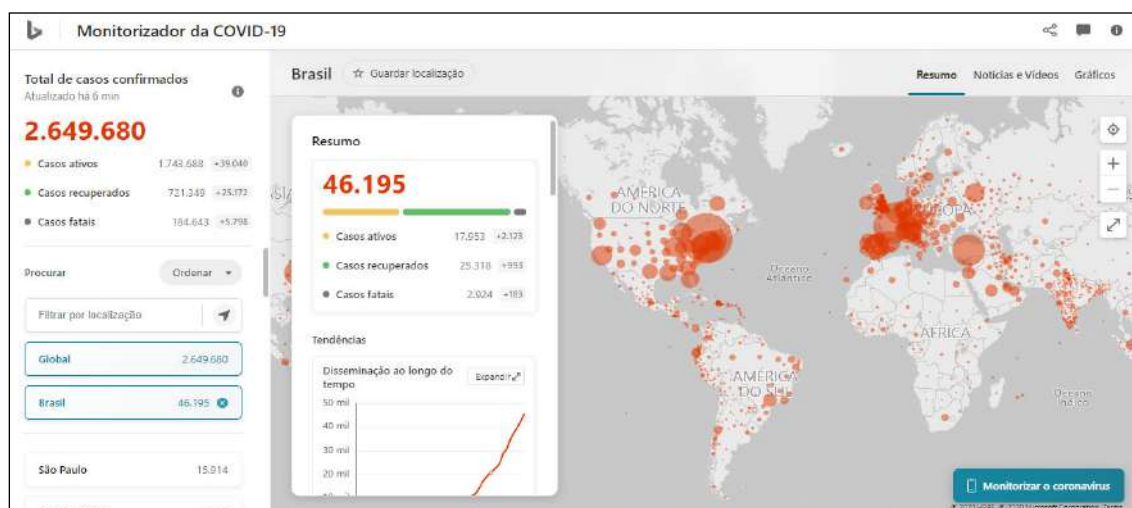 Monitorizador da COVID-19
Total de casos confirmados
Atualizado há 6 min
2.649.680
Casos ativos 1.743.688 +39.040
Casos recuperados 721.349 +25.172
Casos fatais 184.643 +5.798
Procurar Ordenar
Filtrar por localização
Global 2.649.680
Brasil 46.195
São Paulo 15.914
Brasil Guardar localização
Resumo Notícias e Vídeos Gráficos
Resumo
46.195
Casos ativos 17.953 +2.123
Casos recuperados 25.318 +993
Casos fatais 2.924 +183
Tendências
Disseminação ao longo do
tempo
Expandir
50 mil
40 mil
30 mil
20 mil
AMÉRICA
DO NORTE
EUROPA
Oceano
Atlântico
ÁFRICA
AMÉRICA
DO SUL
Oceano
Índico
Monitorizar o coronavírus